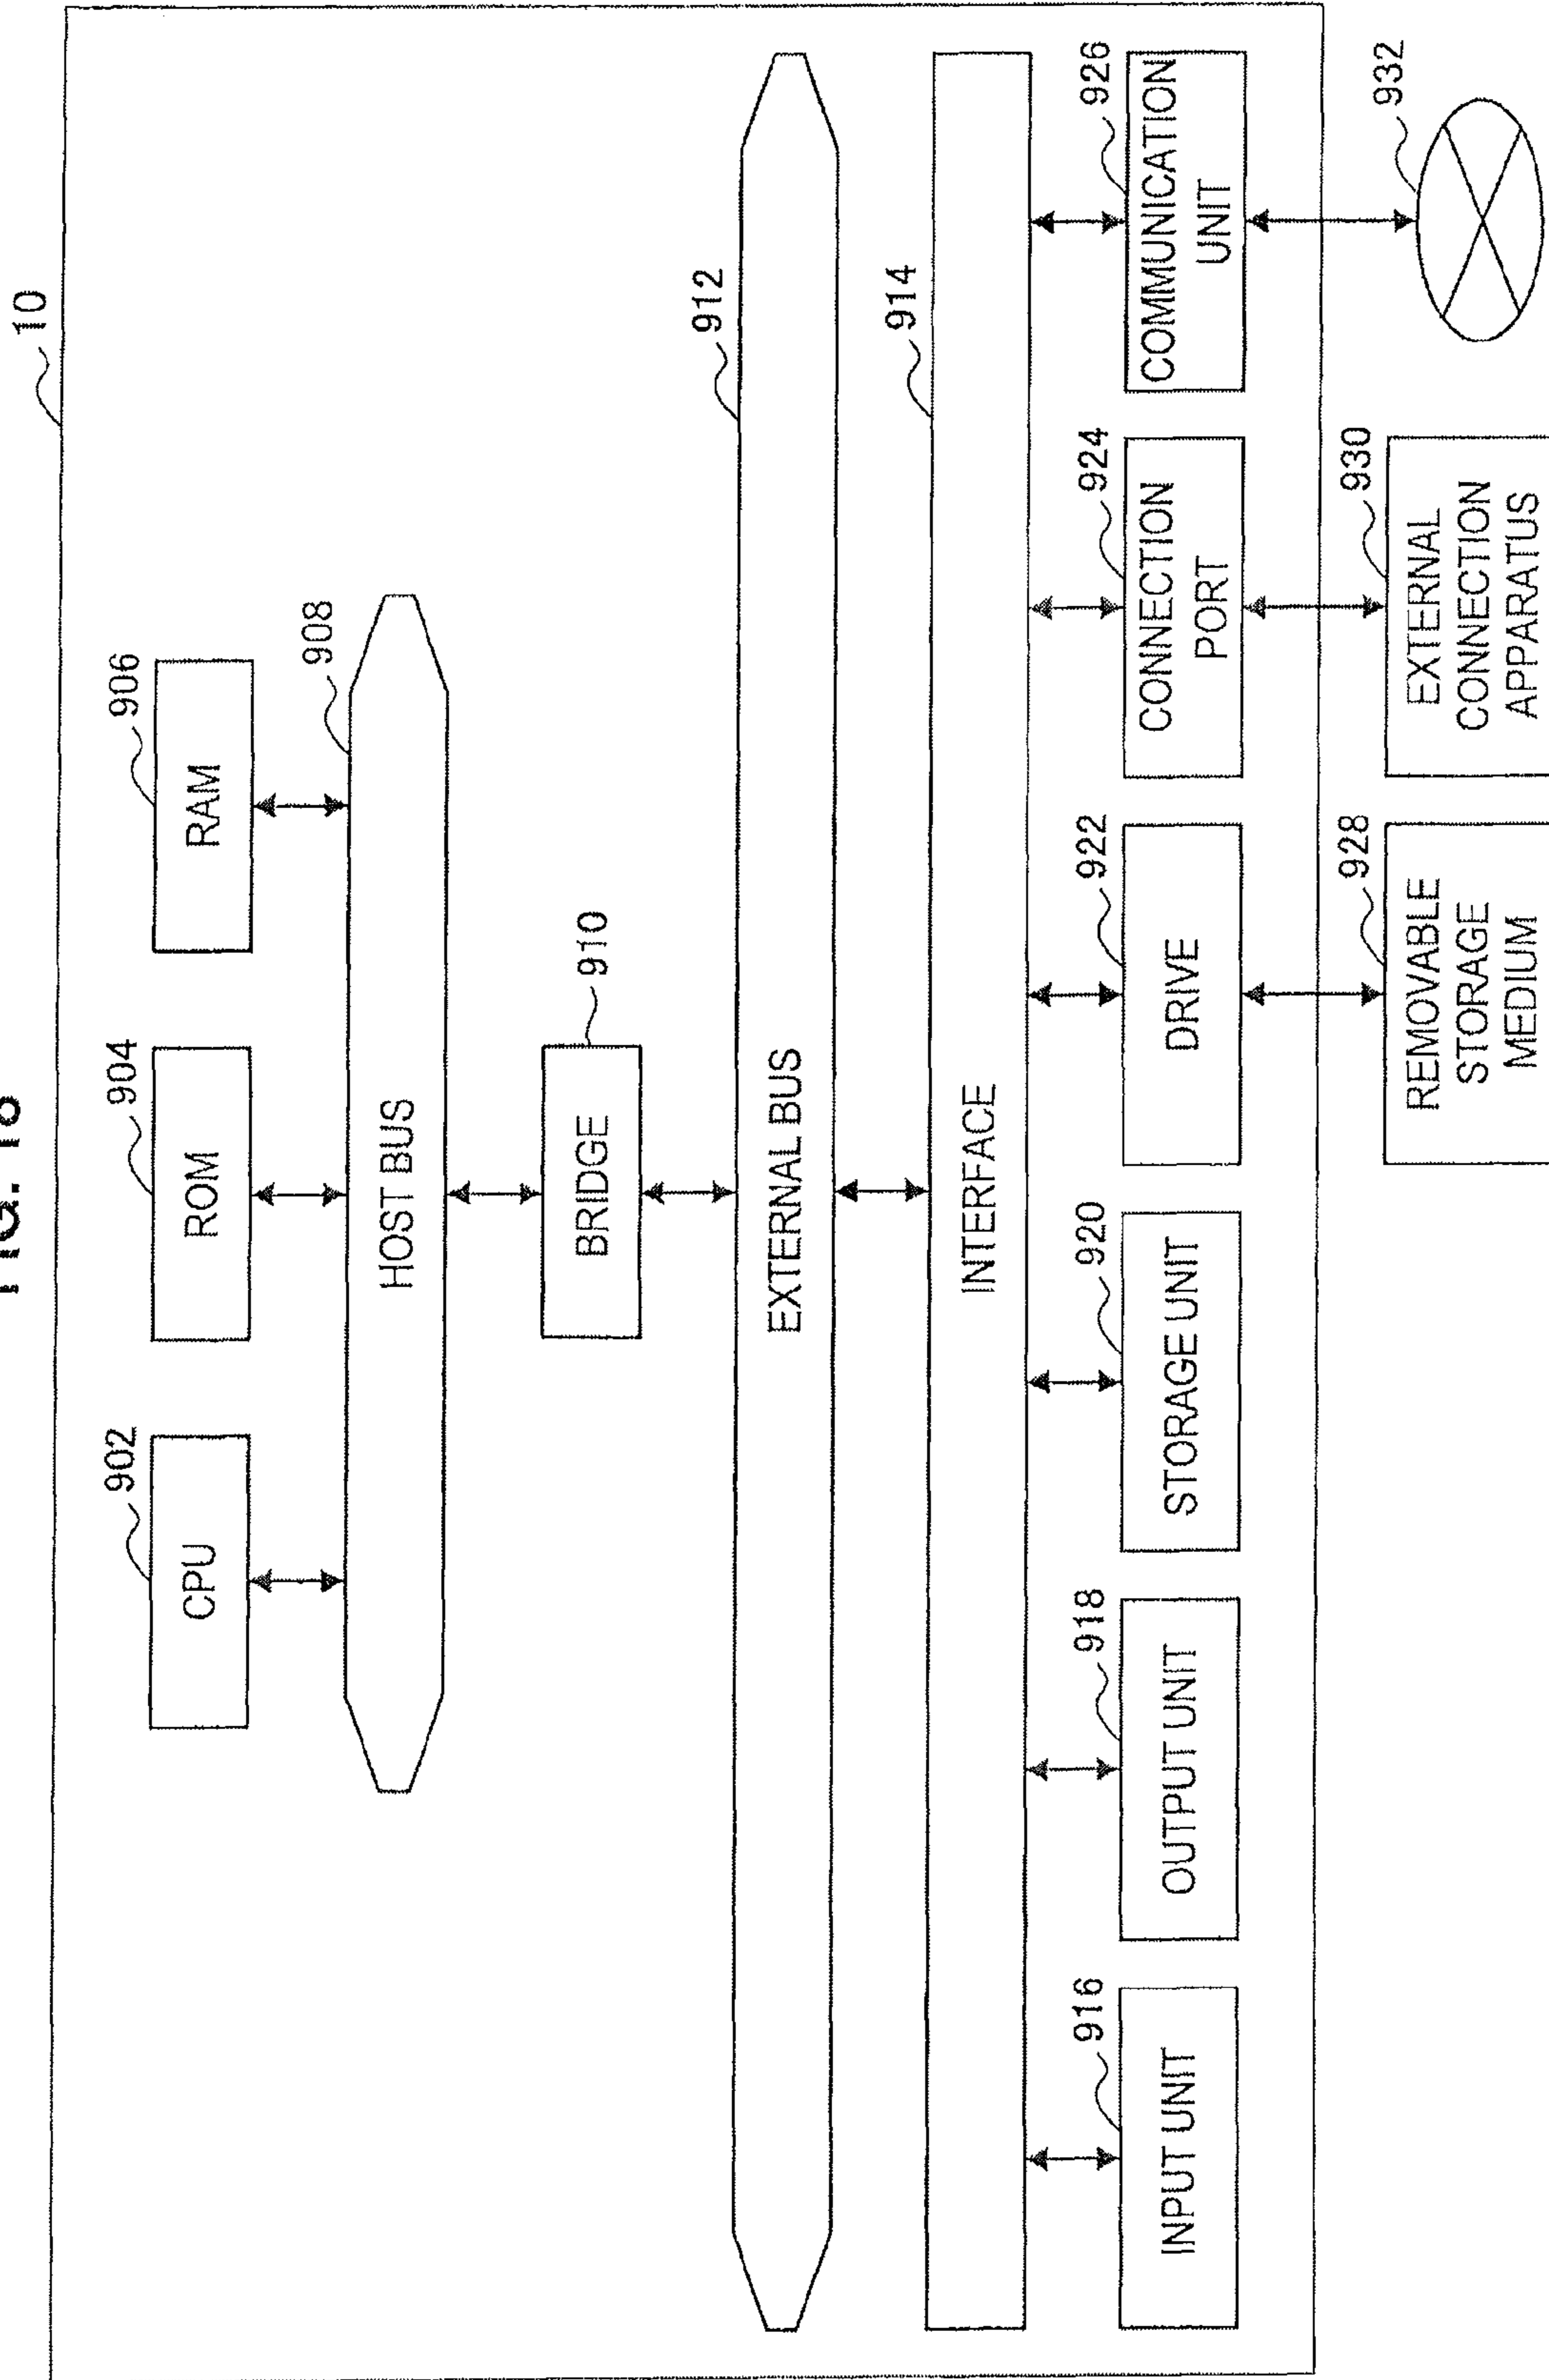 10
902
CPU
904
ROM
906
RAM
908
HOST BUS
910
BRIDGE
912
EXTERNAL BUS
914
INTERFACE
916
INPUT UNIT
918
OUTPUT UNIT
920
STORAGE UNIT
922
DRIVE
924
CONNECTION
PORT
926
COMMUNICATION
UNIT
928
REMOVABLE
STORAGE
MEDIUM
930
EXTERNAL
CONNECTION
APPARATUS
932